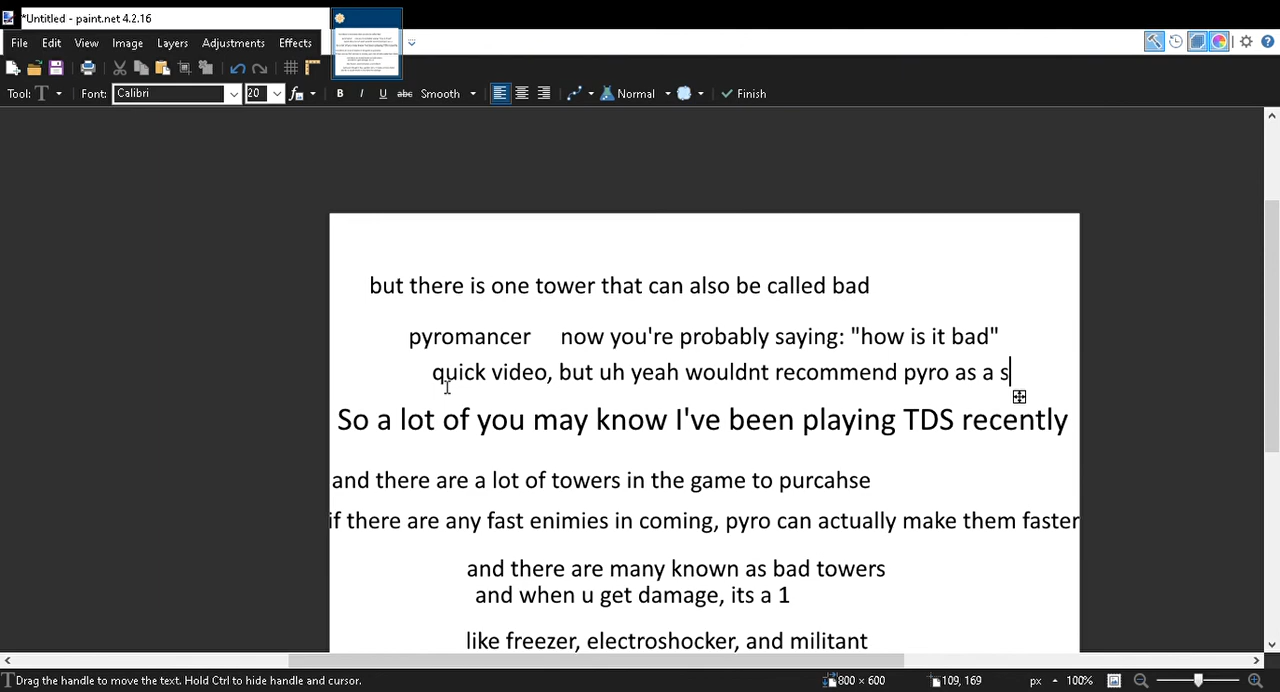 *Untitled - paint.net 4.2.16
File Edit Image Layers Adjustments Effects
Tool: T Font: Calibri 20 fx B I U abc Smooth Normal Finish
but there is one tower that can also be called bad
pyromancer now you're probably saying: "how is it bad"
quick video, but uh yeah wouldnt recommend pyro as a s
So a lot of you may know I've been playing TDS recently
and there are a lot of towers in the game to purcahse
if there are any fast enimies in coming, pyro can actually make them faster
and there are many known as bad towers
and when u get damage, its a 1
like freezer, electroshocker, and militant
Drag the handle to move the text. Hold Ctrl to hide handle and cursor. 800 × 600 109, 169 px 100%